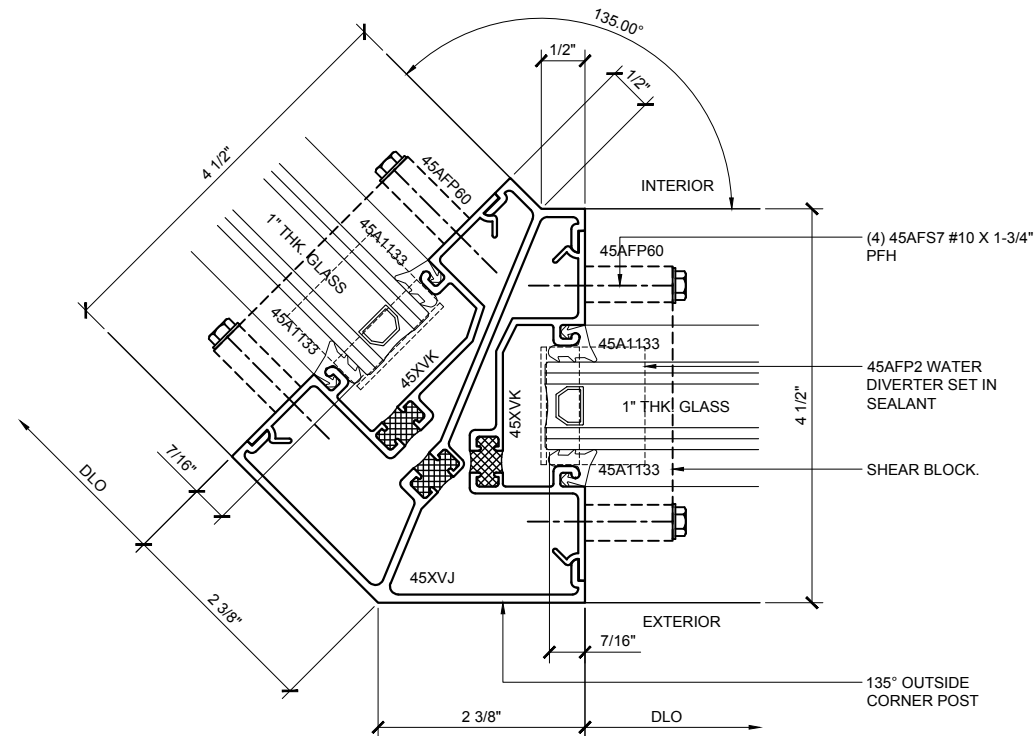 135.00°
1/2"
1/2"
4 1/2"
45AFP60
INTERIOR
(4) 45AFS7 #10 X 1-3/4"
PFH
45AFP60
1" THK. GLASS
45A1133
45A1133
45A1133
45AFP2 WATER
DIVERTER SET IN
SEALANT
45XVK
45XVK
1" THK. GLASS
4 1/2"
45A1133
SHEAR BLOCK.
DLO
7/16"
45XVJ
2 3/8"
EXTERIOR
7/16"
135° OUTSIDE
CORNER POST
2 3/8"
DLO